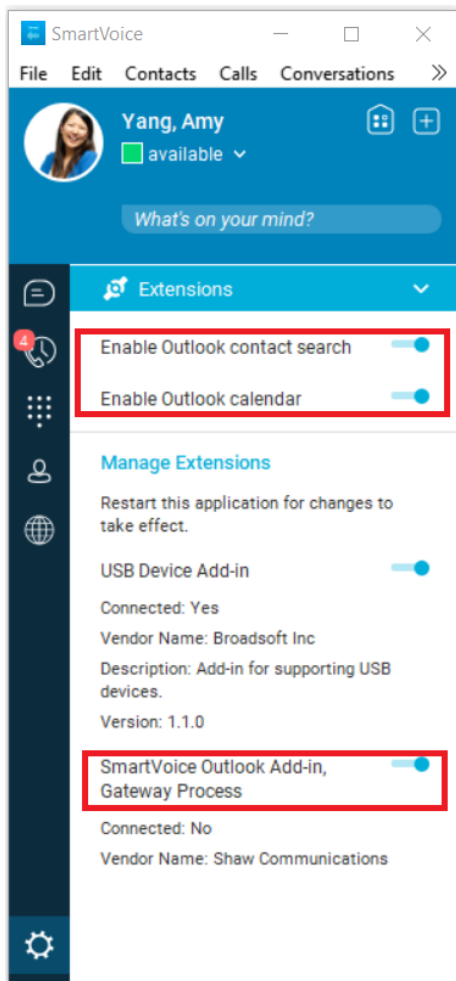 SmartVoice
File Edit Contacts Calls Conversations
Yang, Amy
available
What's on your mind?
Extensions
4
Enable Outlook contact search
Enable Outlook calendar
Manage Extensions
Restart this application for changes to
take effect.
USB Device Add-in
Connected: Yes
Vendor Name: Broadsoft Inc
Description: Add-in for supporting USB
devices.
Version: 1.1.0
SmartVoice Outlook Add-in,
Gateway Process
Connected: No
Vendor Name: Shaw Communications